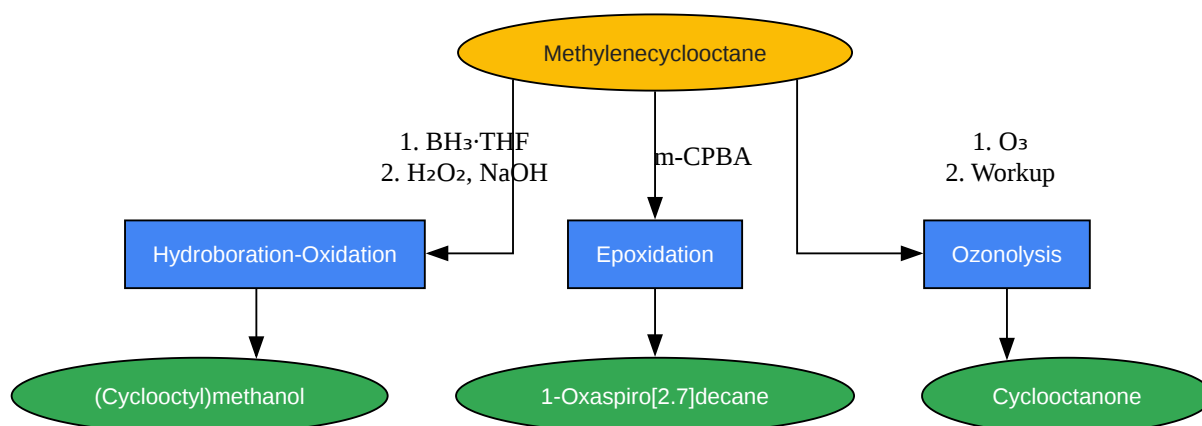 Methylenecyclooctane
1. BH₃·THF
2. H₂O₂, NaOH
m-CPBA
1. O₃
2. Workup
Hydroboration-Oxidation
Epoxidation
Ozonolysis
(Cyclooctyl)methanol
1-Oxaspiro[2.7]decane
Cyclooctanone